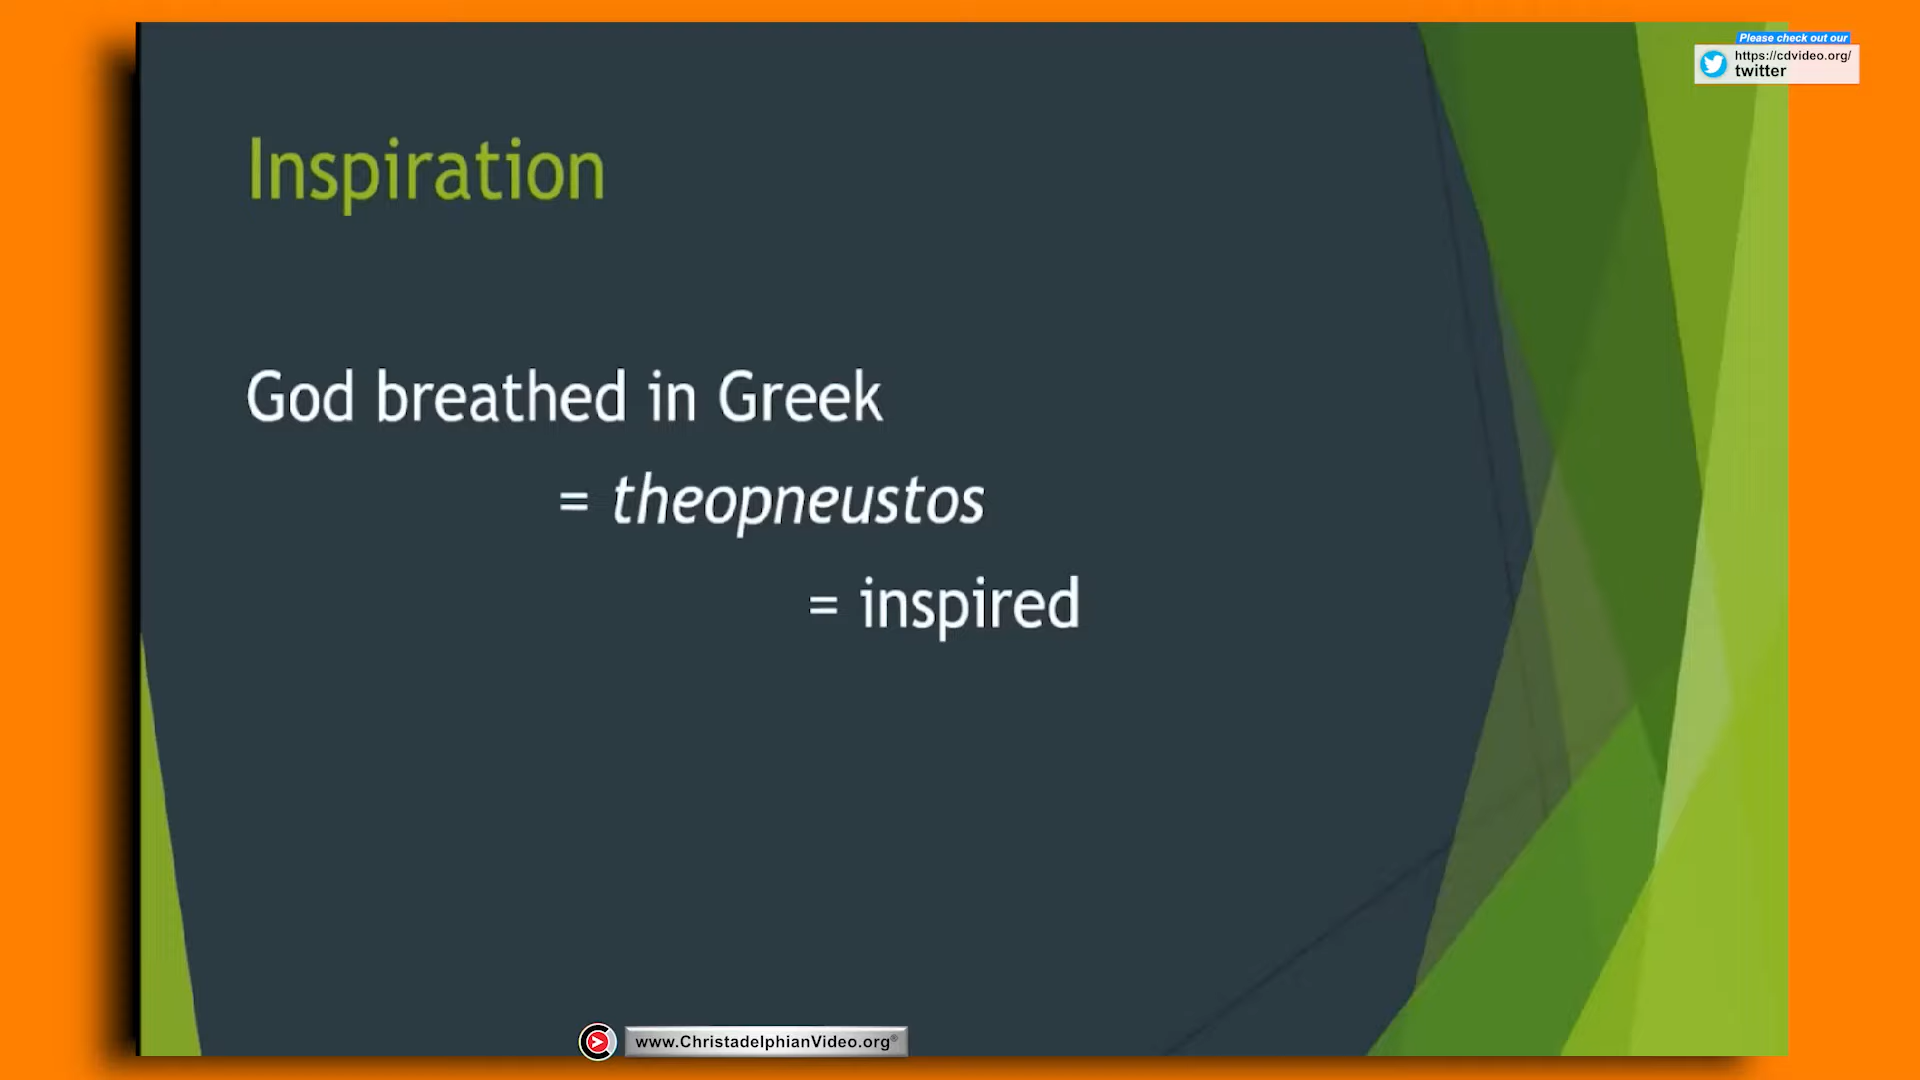 Please check out our
https://cdvideo.org/
twitter
Inspiration
God breathed in Greek
= theopneustos
= inspired
www.ChristadelphianVideo.org®